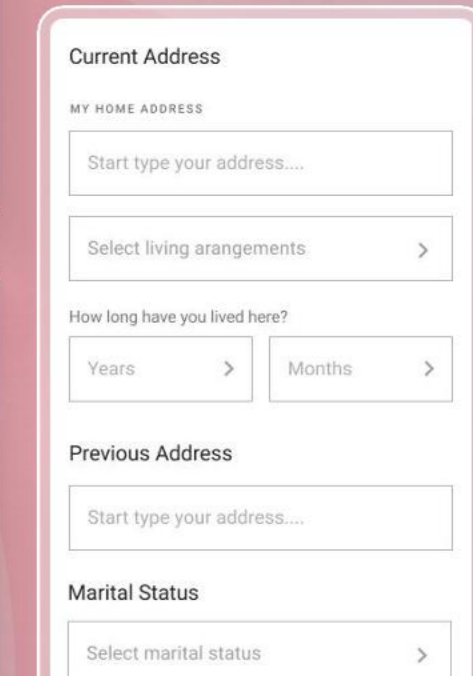 Current Address
MY HOME ADDRESS
Start type your address....
Select living arangements
How long have you lived here?
Years Months
Previous Address
Start type your address....
Marital Status
Select marital status